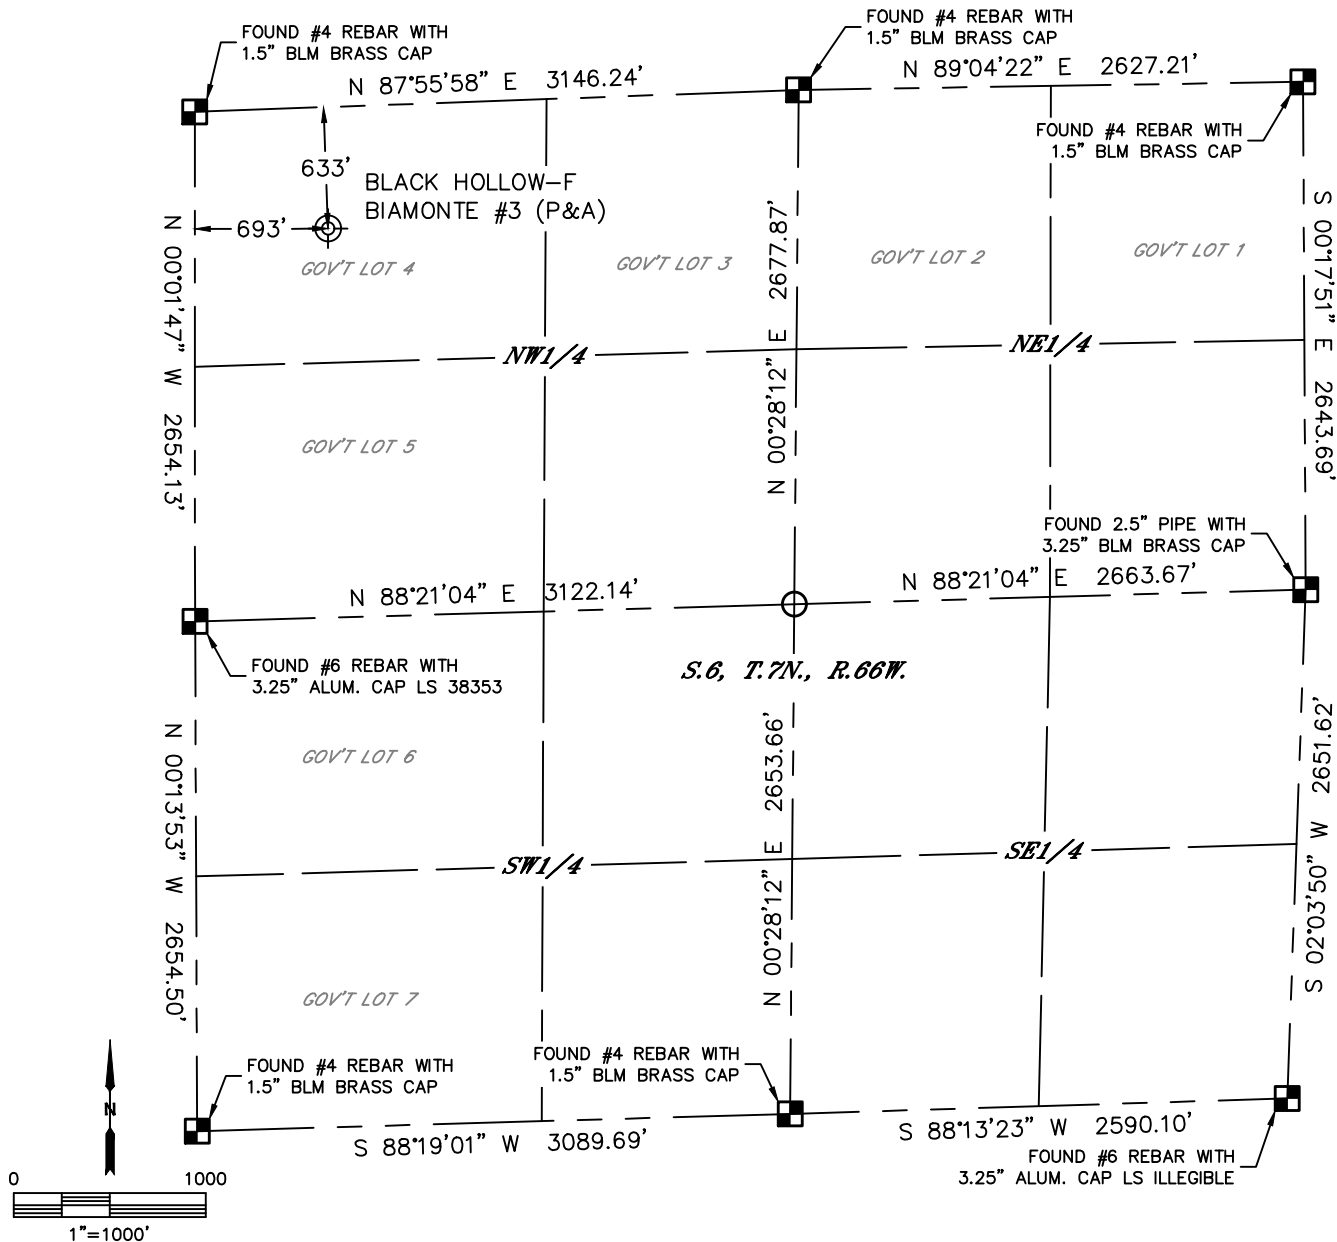 FOUND #4 REBAR WITH
1.5" BLM BRASS CAP
FOUND #4 REBAR WITH
1.5" BLM BRASS CAP
N 87°55'58" E 3146.24'
N 89°04'22" E 2627.21'
FOUND #4 REBAR WITH
1.5" BLM BRASS CAP
633'
BLACK HOLLOW-F
BIAMONTE #3 (P&A)
693'
GOV'T LOT 4
GOV'T LOT 3
GOV'T LOT 2
GOV'T LOT 1
N 00°01'47" W 2654.13'
N 00°28'12" E 2677.87'
S 00°17'51" E 2643.69'
NW1/4
NE1/4
GOV'T LOT 5
FOUND 2.5" PIPE WITH
3.25" BLM BRASS CAP
N 88°21'04" E 3122.14'
N 88°21'04" E 2663.67'
FOUND #6 REBAR WITH
3.25" ALUM. CAP LS 38353
S.6, T.7N., R.66W.
GOV'T LOT 6
N 00°13'53" W 2654.50'
N 00°28'12" E 2653.66'
S 02°03'50" W 2651.62'
SW1/4
SE1/4
GOV'T LOT 7
FOUND #4 REBAR WITH
1.5" BLM BRASS CAP
FOUND #4 REBAR WITH
1.5" BLM BRASS CAP
N
S 88°19'01" W 3089.69'
S 88°13'23" W 2590.10'
FOUND #6 REBAR WITH
3.25" ALUM. CAP LS ILLEGIBLE
0 1000
1"=1000'